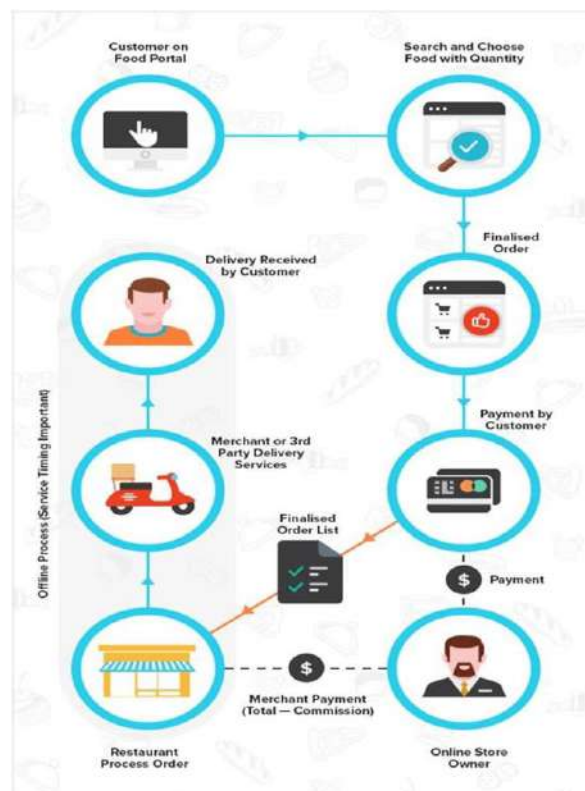 Customer on
Food Portal
Search and Choose
Food with Quantity
Finalised
Order
Delivery Received
by Customer
Payment by
Customer
Merchant or 3rd
Party Delivery
Services
Finalised
Order List
$
Payment
Offline Process (Service Timing Important)
$
Merchant Payment
(Total — Commission)
Restaurant
Process Order
Online Store
Owner